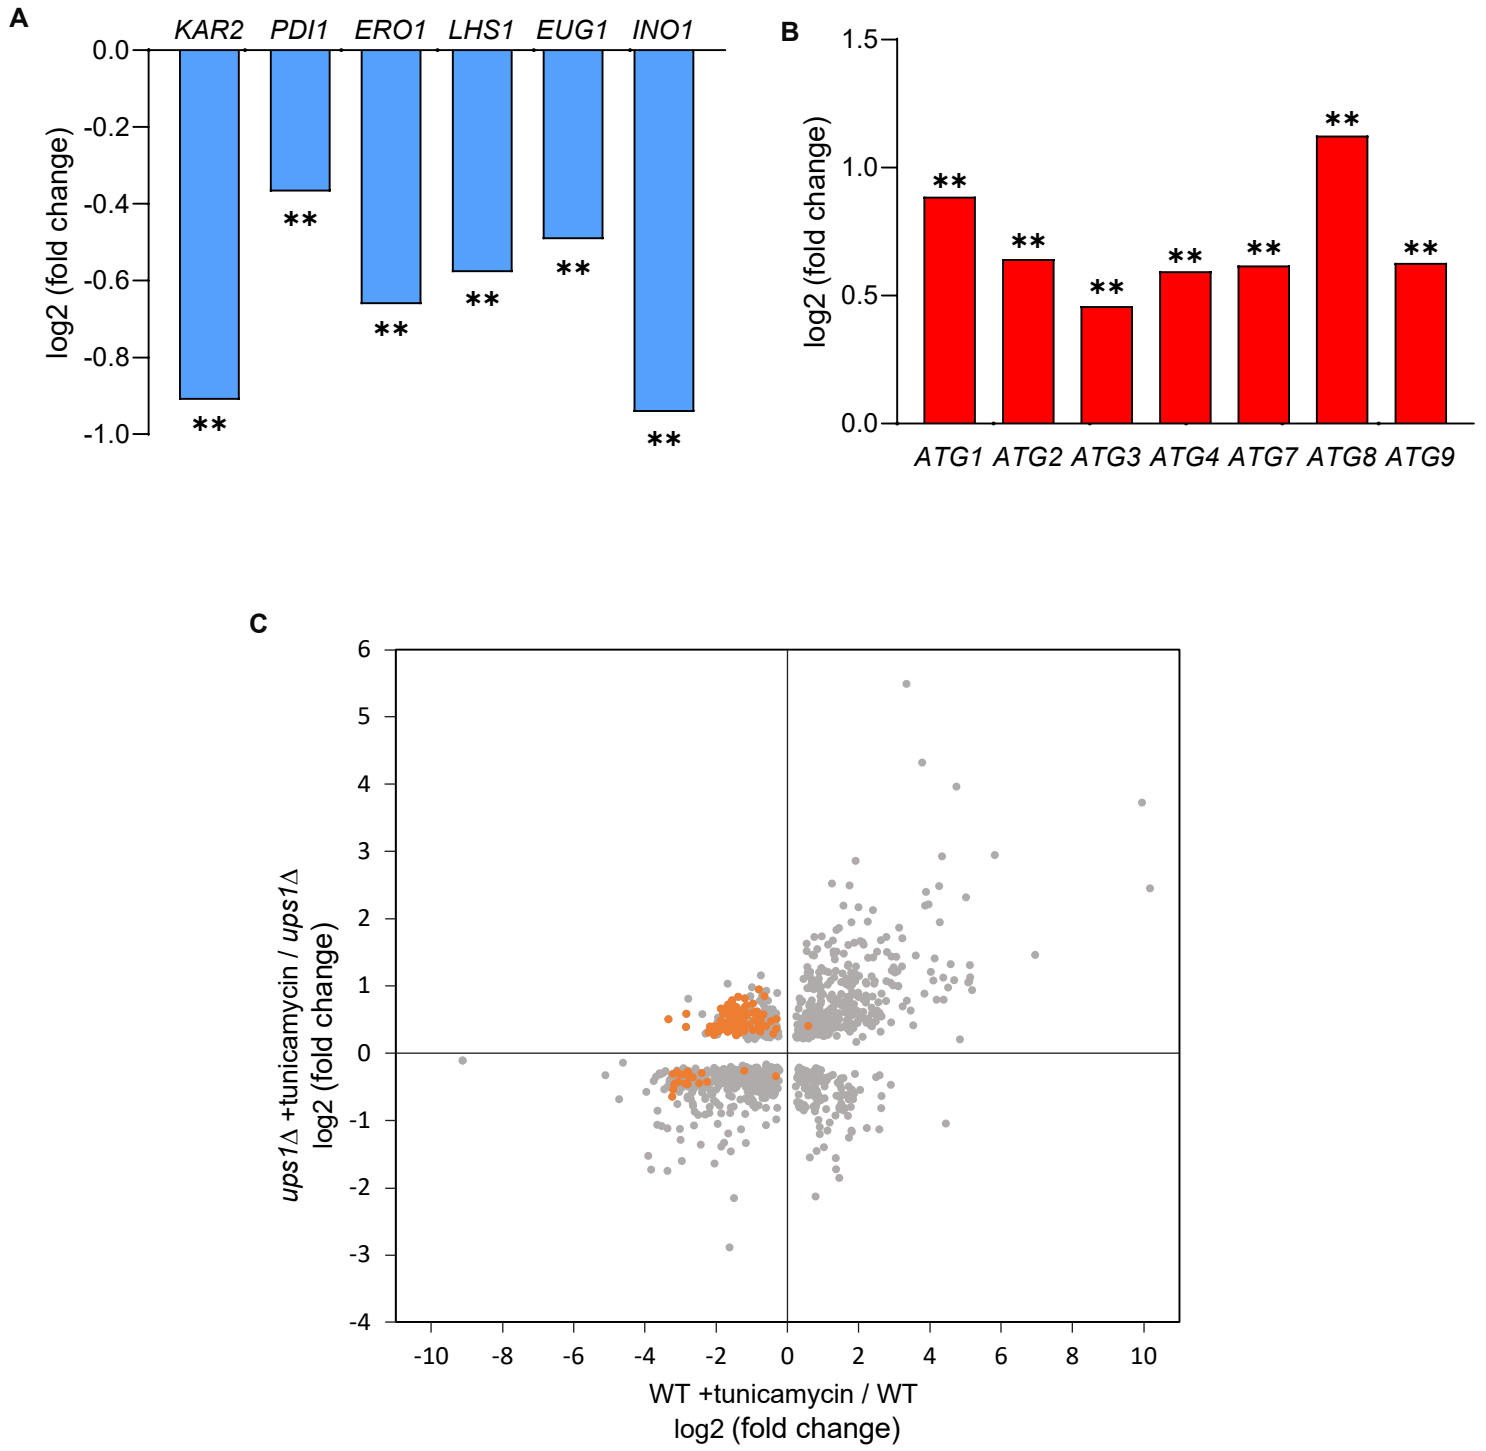 A
KAR2 PDI1 ERO1 LHS1 EUG1 INO1
0.0
-0.2
-0.4
-0.6
-0.8
-1.0
log2 (fold change)
** ** ** ** ** **
B
1.5
1.0
0.5
0.0
log2 (fold change)
** ** ** ** ** ** **
ATG1 ATG2 ATG3 ATG4 ATG7 ATG8 ATG9
C
6
5
4
3
2
1
0
-1
-2
-3
-4
ups1Δ +tunicamycin / ups1Δ
log2 (fold change)
-10 -8 -6 -4 -2 0 2 4 6 8 10
WT +tunicamycin / WT
log2 (fold change)